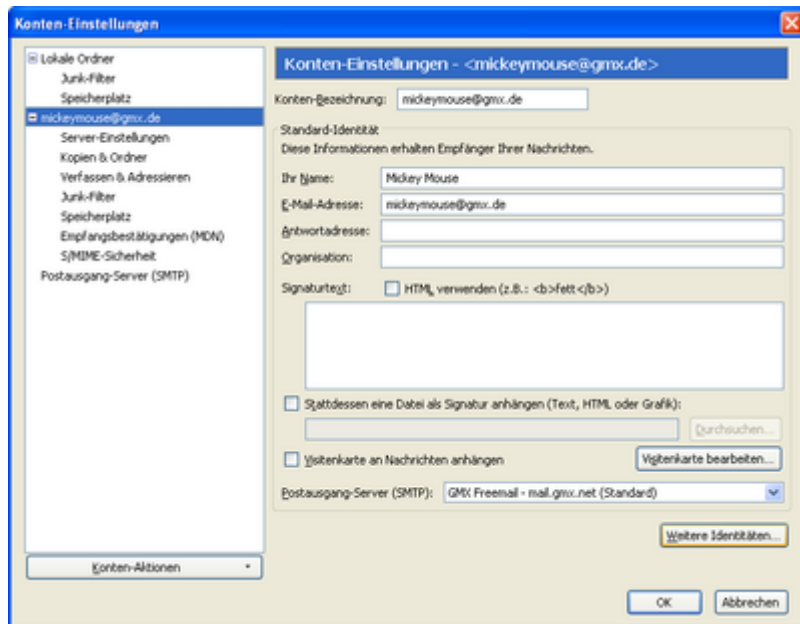 Konten-Einstellungen
Lokale Ordner
Junk-Filter
Speicherplatz
mickeymouse@gmx.de
Server-Einstellungen
Kopien & Ordner
Verfassen & Adressieren
Junk-Filter
Speicherplatz
Empfangsbestätigungen (MDN)
S/MIME-Sicherheit
Postausgang-Server (SMTP)
Konten-Aktionen
Konten-Einstellungen - <mickeymouse@gmx.de>
Konten-Bezeichnung: mickeymouse@gmx.de
Standard-Identität
Diese Informationen erhalten Empfänger Ihrer Nachrichten.
Ihr Name: Mickey Mouse
E-Mail-Adresse: mickeymouse@gmx.de
Antwortadresse:
Organisation:
Signaturtext: HTML verwenden (z.B.: <b>fett</b>)
Stattdessen eine Datei als Signatur anhängen (Text, HTML oder Grafik):
Durchsuchen...
Visitenkarte an Nachrichten anhängen Visitenkarte bearbeiten...
Postausgang-Server (SMTP): GMX Freemail - mail.gmx.net (Standard)
Weitere Identitäten...
OK Abbrechen